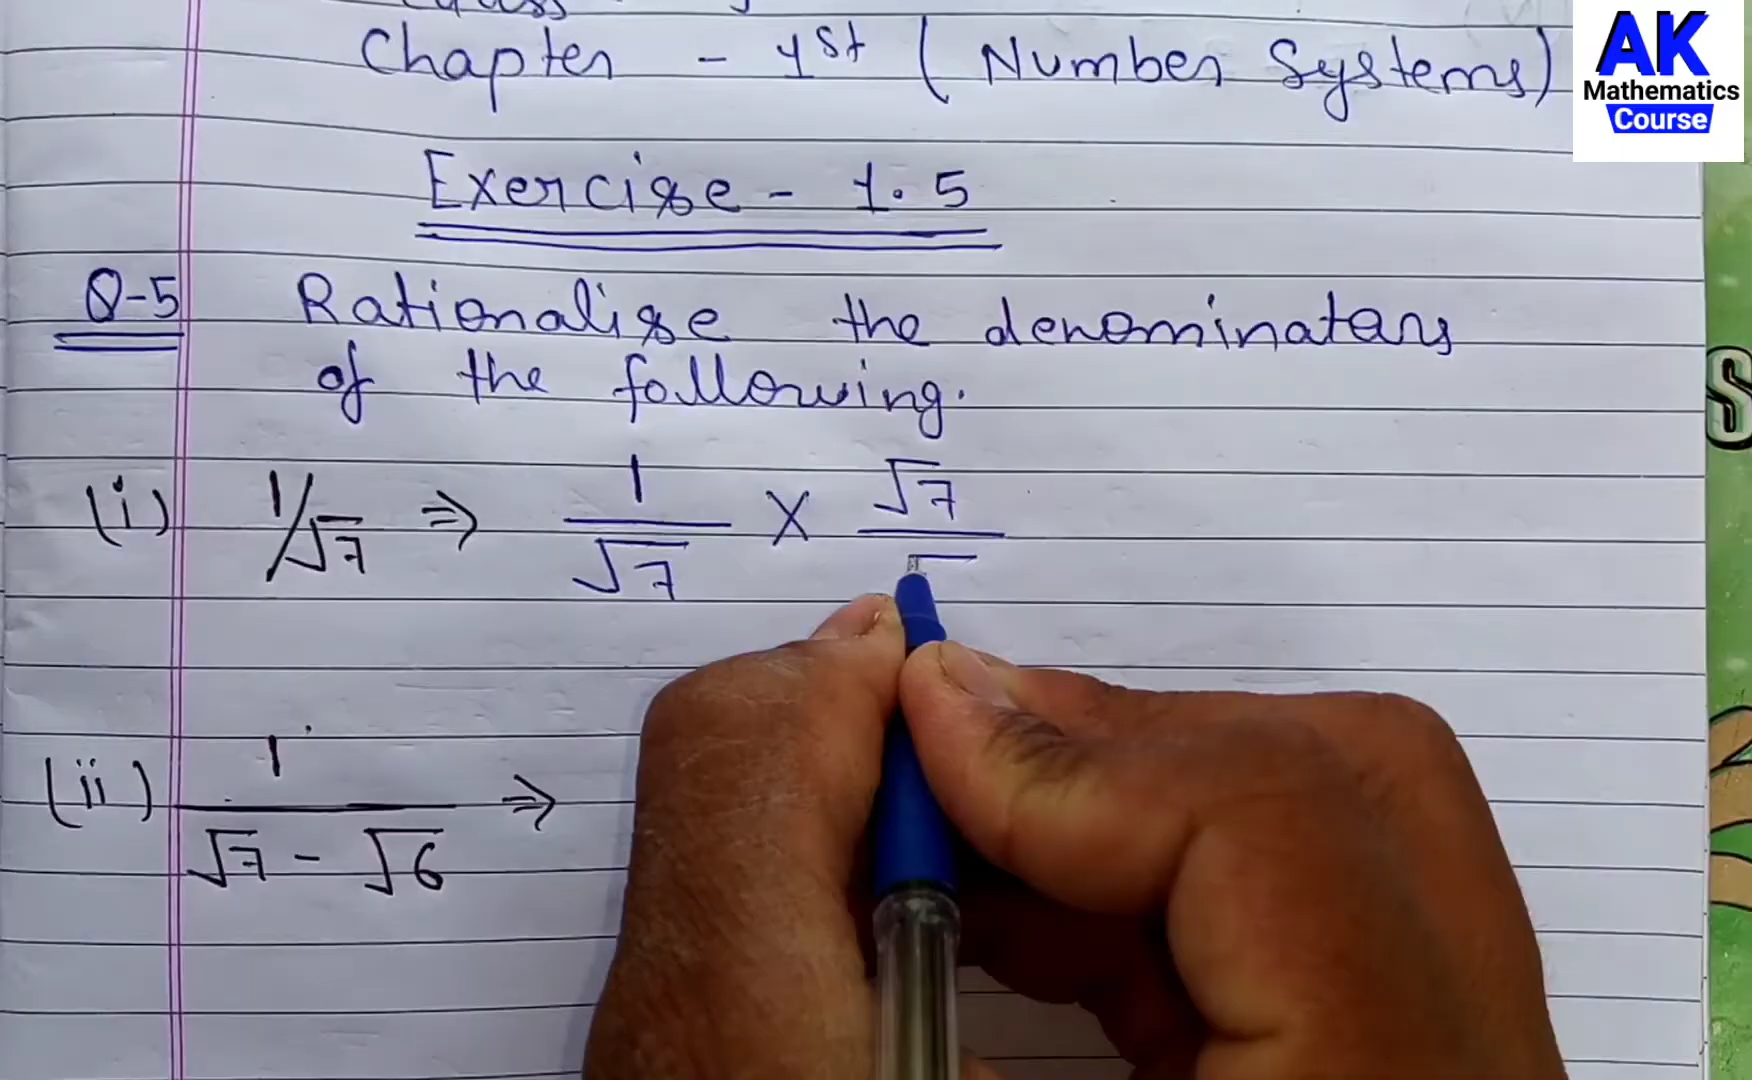 Chapter - 1st ( Number Systems)
AK
Mathematics
Course
Exercise - 1.5
Q-5 Rationalise the denominators
of the following.
(i) 1/√7 ⇒ 1/√7 × √7/√
(ii) 1/√7 - √6 ⇒
S